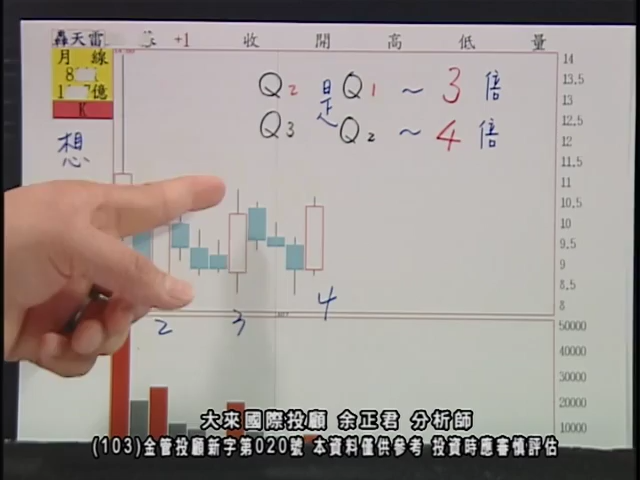 轟天雷 +1 收 開 高 低 量
月線
8
1 億
K
想
Q2 是 Q1 ~ 3 倍
Q3 是 Q2 ~ 4 倍
14
13.5
13
12.5
12
11.5
11
10.5
10
9.5
9
8.5
8
2 3 4
50000
40000
30000
20000
10000
大來國際投顧 余正君 分析師
(103)金管投顧新字第020號 本資料僅供參考 投資時應審慎評估